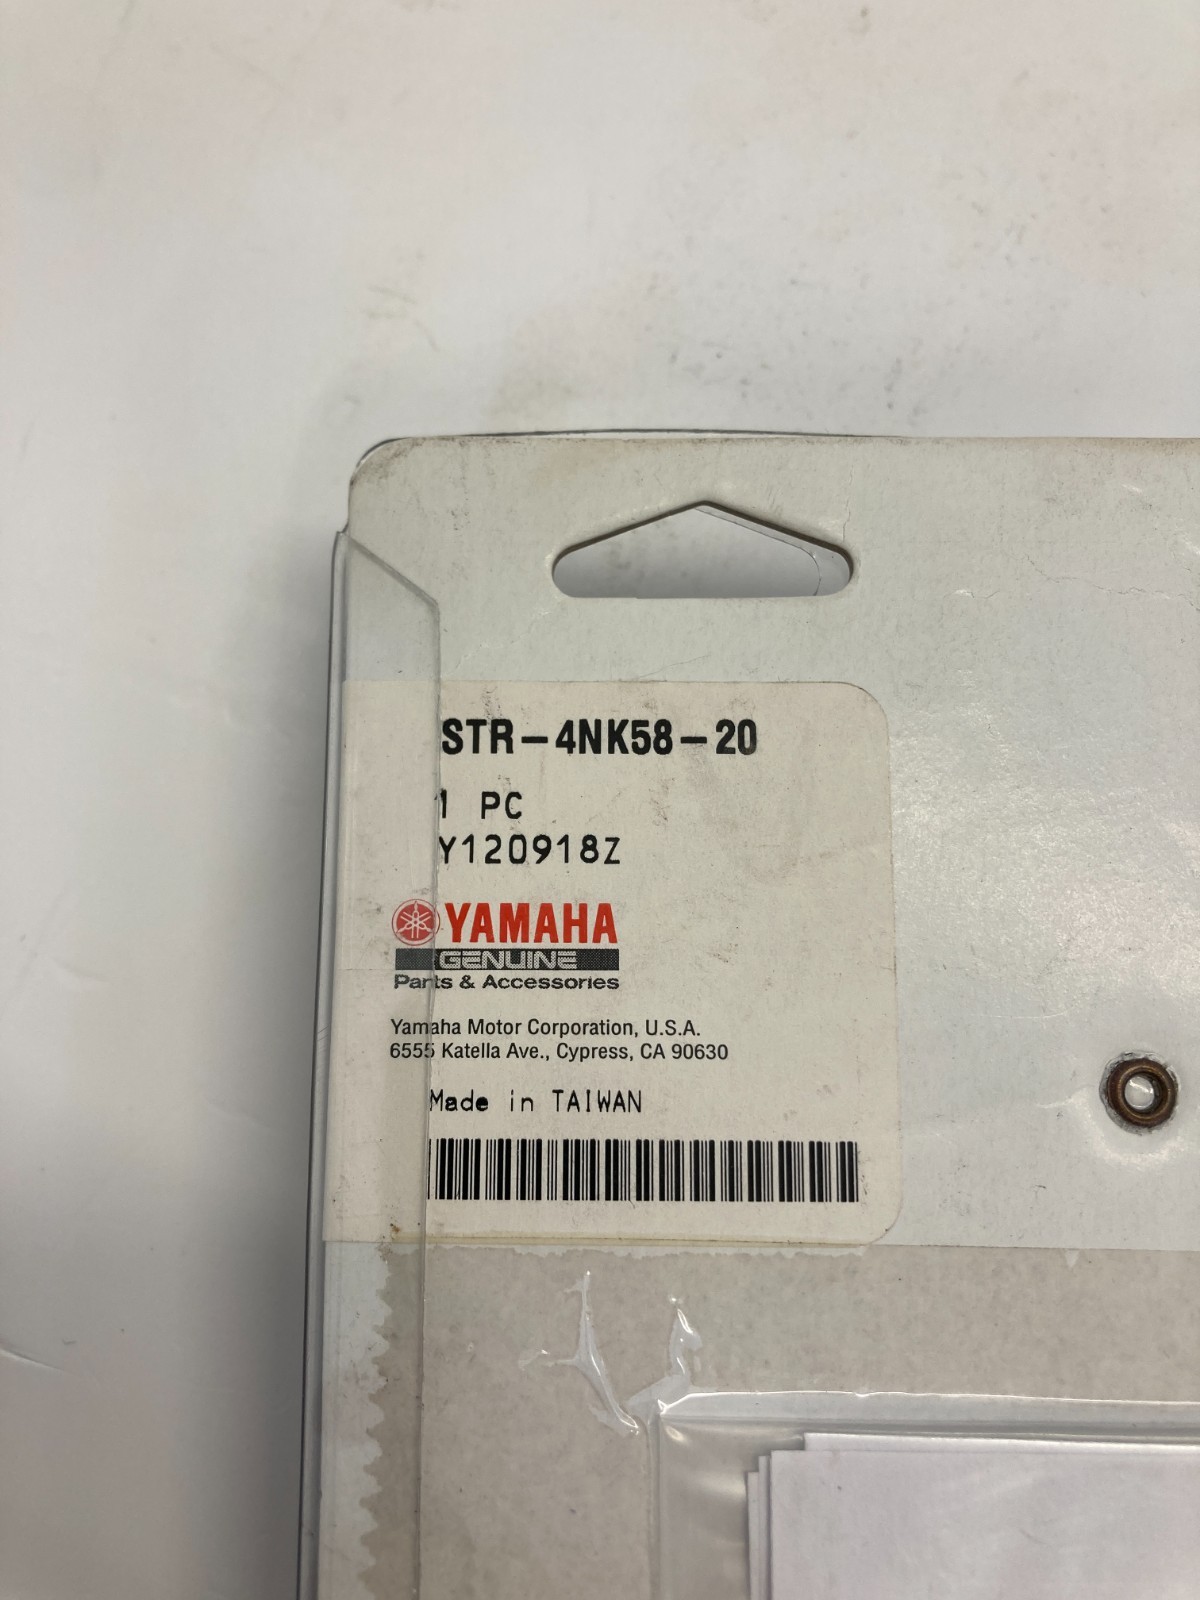 STR-4NK58-20
1 PC
Y120918Z
YAMAHA
GENUINE
Parts & Accessories
Yamaha Motor Corporation, U.S.A.
6555 Katella Ave., Cypress, CA 90630
Made in TAIWAN